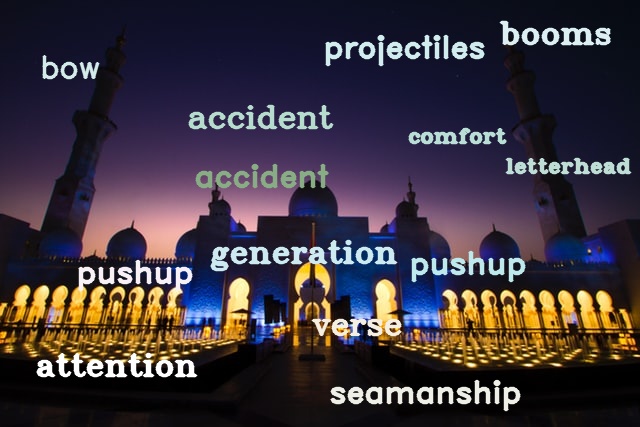 booms
projectiles
bow
accident
comfort
letterhead
accident
generation
pushup
pushup
verse
attention
seamanship